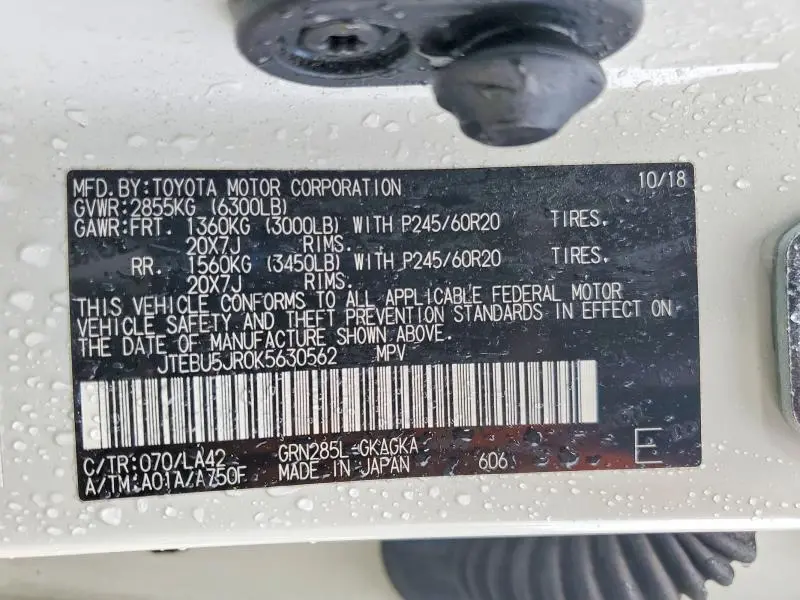 MFD.BY:TOYOTA MOTOR CORPORATION 10/18
GVWR:2855KG (6300LB)
GAWR:FRT. 1360KG (3000LB) WITH P245/60R20 TIRES,
20X7J RIMS.
RR. 1560KG (3450LB) WITH P245/60R20 TIRES,
20X7J RIMS.
THIS VEHICLE CONFORMS TO ALL APPLICABLE FEDERAL MOTOR
VEHICLE SAFETY AND THEFT PREVENTION STANDARDS IN EFFECT ON
THE DATE OF MANUFACTURE SHOWN ABOVE.
JTEBU5JR0K5630562 MPV
C/TR:070/LA42 GRN285L-GKAGKA
A/TM:A01A/A750F MADE IN JAPAN 606 E